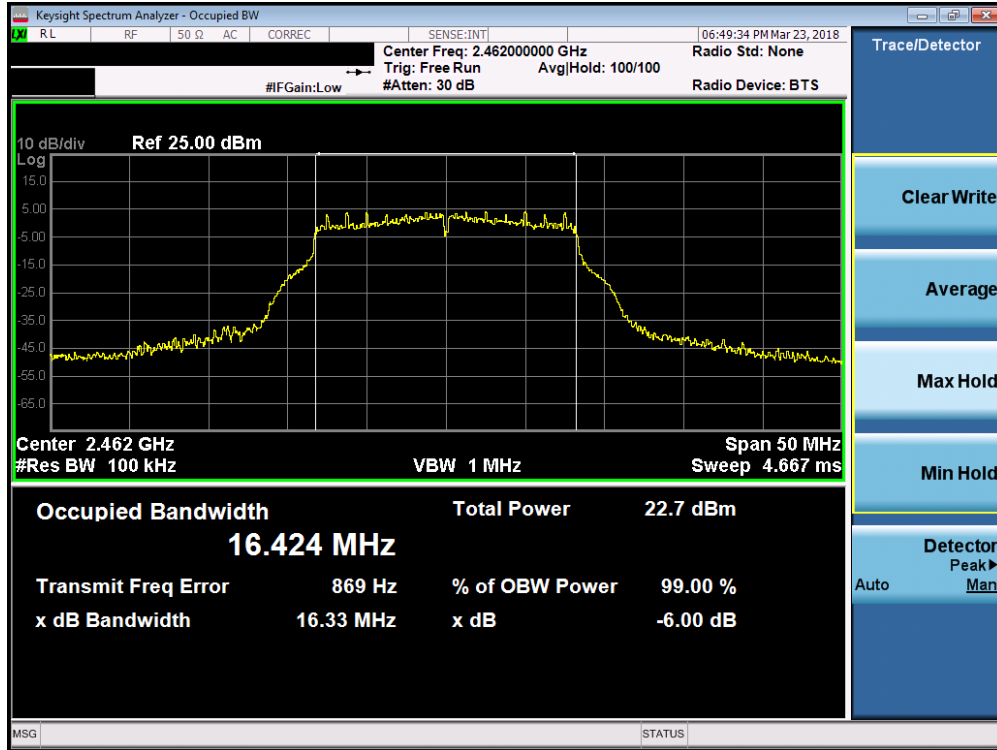 Keysight Spectrum Analyzer - Occupied BW
LXI RL RF 50 Ω AC CORREC SENSE:INT 06:49:34 PM Mar 23, 2018
Center Freq: 2.462000000 GHz Radio Std: None
Trig: Free Run Avg|Hold: 100/100
#IFGain:Low #Atten: 30 dB Radio Device: BTS
10 dB/div Ref 25.00 dBm
Log
15.0
5.00
-5.00
-15.0
-25.0
-35.0
-45.0
-55.0
-65.0
Center 2.462 GHz Span 50 MHz
#Res BW 100 kHz VBW 1 MHz Sweep 4.667 ms
Occupied Bandwidth Total Power 22.7 dBm
16.424 MHz
Transmit Freq Error 869 Hz % of OBW Power 99.00 %
x dB Bandwidth 16.33 MHz x dB -6.00 dB
MSG STATUS
Trace/Detector
Clear Write
Average
Max Hold
Min Hold
Detector
Peak▶
Auto Man